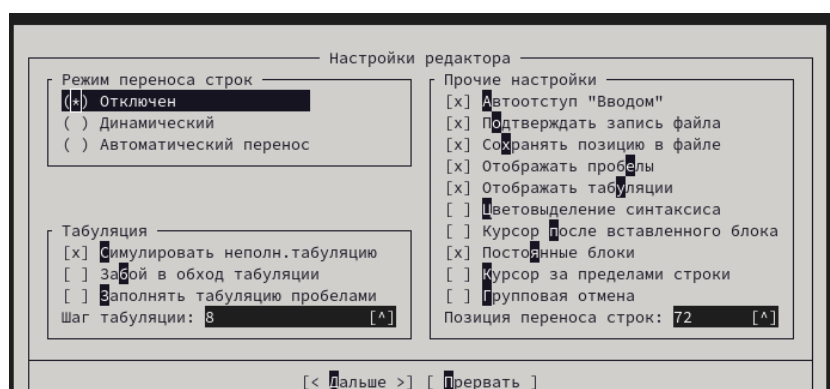 Настройки редактора
Режим переноса строк
(*) Отключен
( ) Динамический
( ) Автоматический перенос
Табуляция
[x] Симулировать неполн.табуляцию
[ ] Забой в обход табуляции
[ ] Заполнять табуляцию пробелами
Шаг табуляции: 8 [^]
Прочие настройки
[x] Автоотступ "Вводом"
[x] Подтверждать запись файла
[x] Сохранять позицию в файле
[x] Отображать пробелы
[x] Отображать табуляции
[ ] Цветовыделение синтаксиса
[ ] Курсор после вставленного блока
[x] Постоянные блоки
[ ] Курсор за пределами строки
[ ] Групповая отмена
Позиция переноса строк: 72 [^]
[< Дальше >] [ Прервать ]